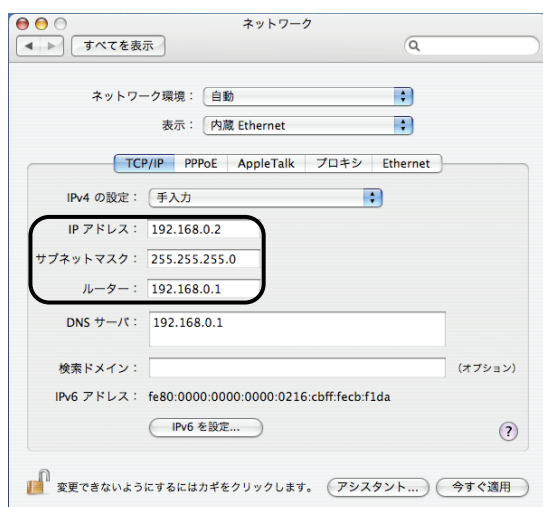 ネットワーク
すべてを表示
ネットワーク環境： 自動
表示： 内蔵 Ethernet
TCP/IP PPPoE AppleTalk プロキシ Ethernet
IPv4 の設定： 手入力
IP アドレス： 192.168.0.2
サブネットマスク： 255.255.255.0
ルーター： 192.168.0.1
DNS サーバ： 192.168.0.1
検索ドメイン： (オプション)
IPv6 アドレス： fe80:0000:0000:0000:0216:cbff:fecb:f1da
IPv6 を設定...
?
変更できないようにするにはカギをクリックします。 アシスタント... 今すぐ適用